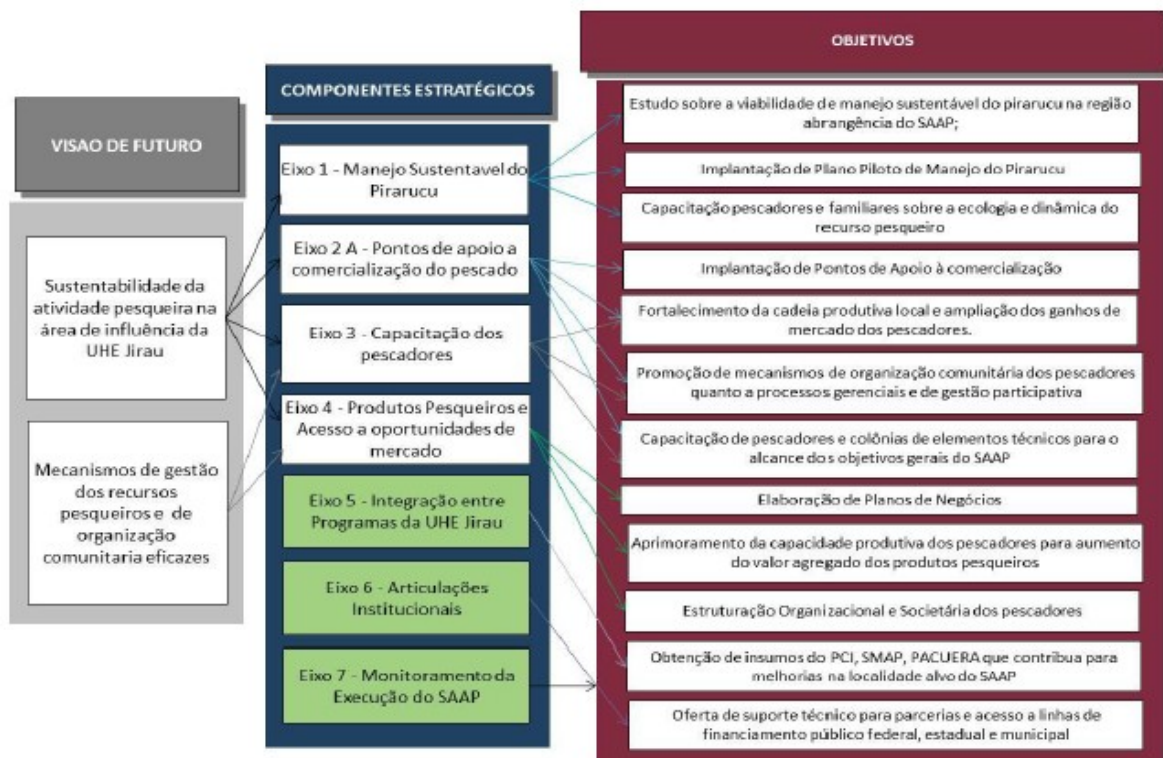 VISAO DE FUTURO
Sustentabilidade da
atividade pesqueira na
área de influência da
UHE Jirau
Mecanismos de gestão
dos recursos
pesqueiros e de
organização
comunitaria eficazes
COMPONENTES ESTRATÉGICOS
Eixo 1 - Manejo Sustentavel do
Pirarucu
Eixo 2 A - Pontos de apoio a
comercialização do pescado
Eixo 3 - Capacitação dos
pescadores
Eixo 4 - Produtos Pesqueiros e
Acesso a oportunidades de
mercado
Eixo 5 - Integração entre
Programas da UHE Jirau
Eixo 6 - Articulações
Institucionais
Eixo 7 - Monitoramento da
Execução do SAAP
OBJETIVOS
Estudo sobre a viabilidade de manejo sustentável do pirarucu na região
abrangência do SAAP;
Implantação de Plano Piloto de Manejo do Pirarucu
Capacitação pescadores e familiares sobre a ecologia e dinâmica do
recurso pesqueiro
Implantação de Pontos de Apoio à comercialização
Fortalecimento da cadeia produtiva local e ampliação dos ganhos de
mercado dos pescadores.
Promoção de mecanismos de organização comunitária dos pescadores
quanto a processos gerenciais e de gestão participativa
Capacitação de pescadores e colônias de elementos técnicos para o
alcance dos objetivos gerais do SAAP
Elaboração de Planos de Negócios
Aprimoramento da capacidade produtiva dos pescadores para aumento
do valor agregado dos produtos pesqueiros
Estruturação Organizacional e Societária dos pescadores
Obtenção de insumos do PCI, SMAP, PACUERA que contribua para
melhorias na localidade alvo do SAAP
Oferta de suporte técnico para parcerias e acesso a linhas de
financiamento público federal, estadual e municipal